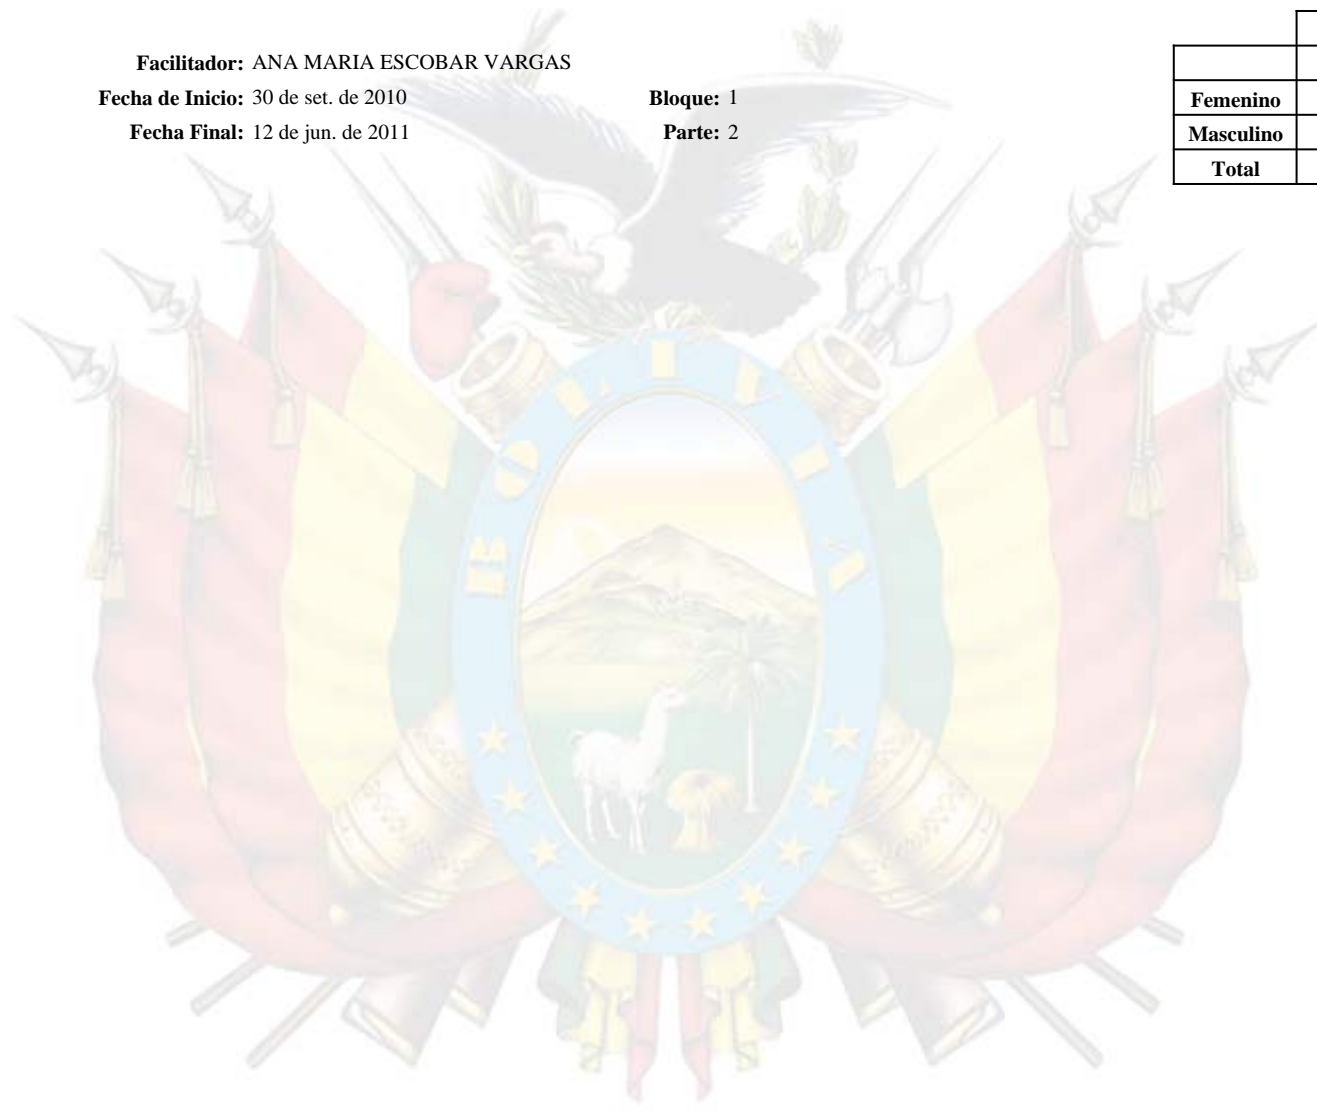 Facilitador: ANA MARIA ESCOBAR VARGAS
Fecha de Inicio: 30 de set. de 2010 Bloque: 1
Fecha Final: 12 de jun. de 2011 Parte: 2
Femenino
Masculino
Total
BOLIVIA